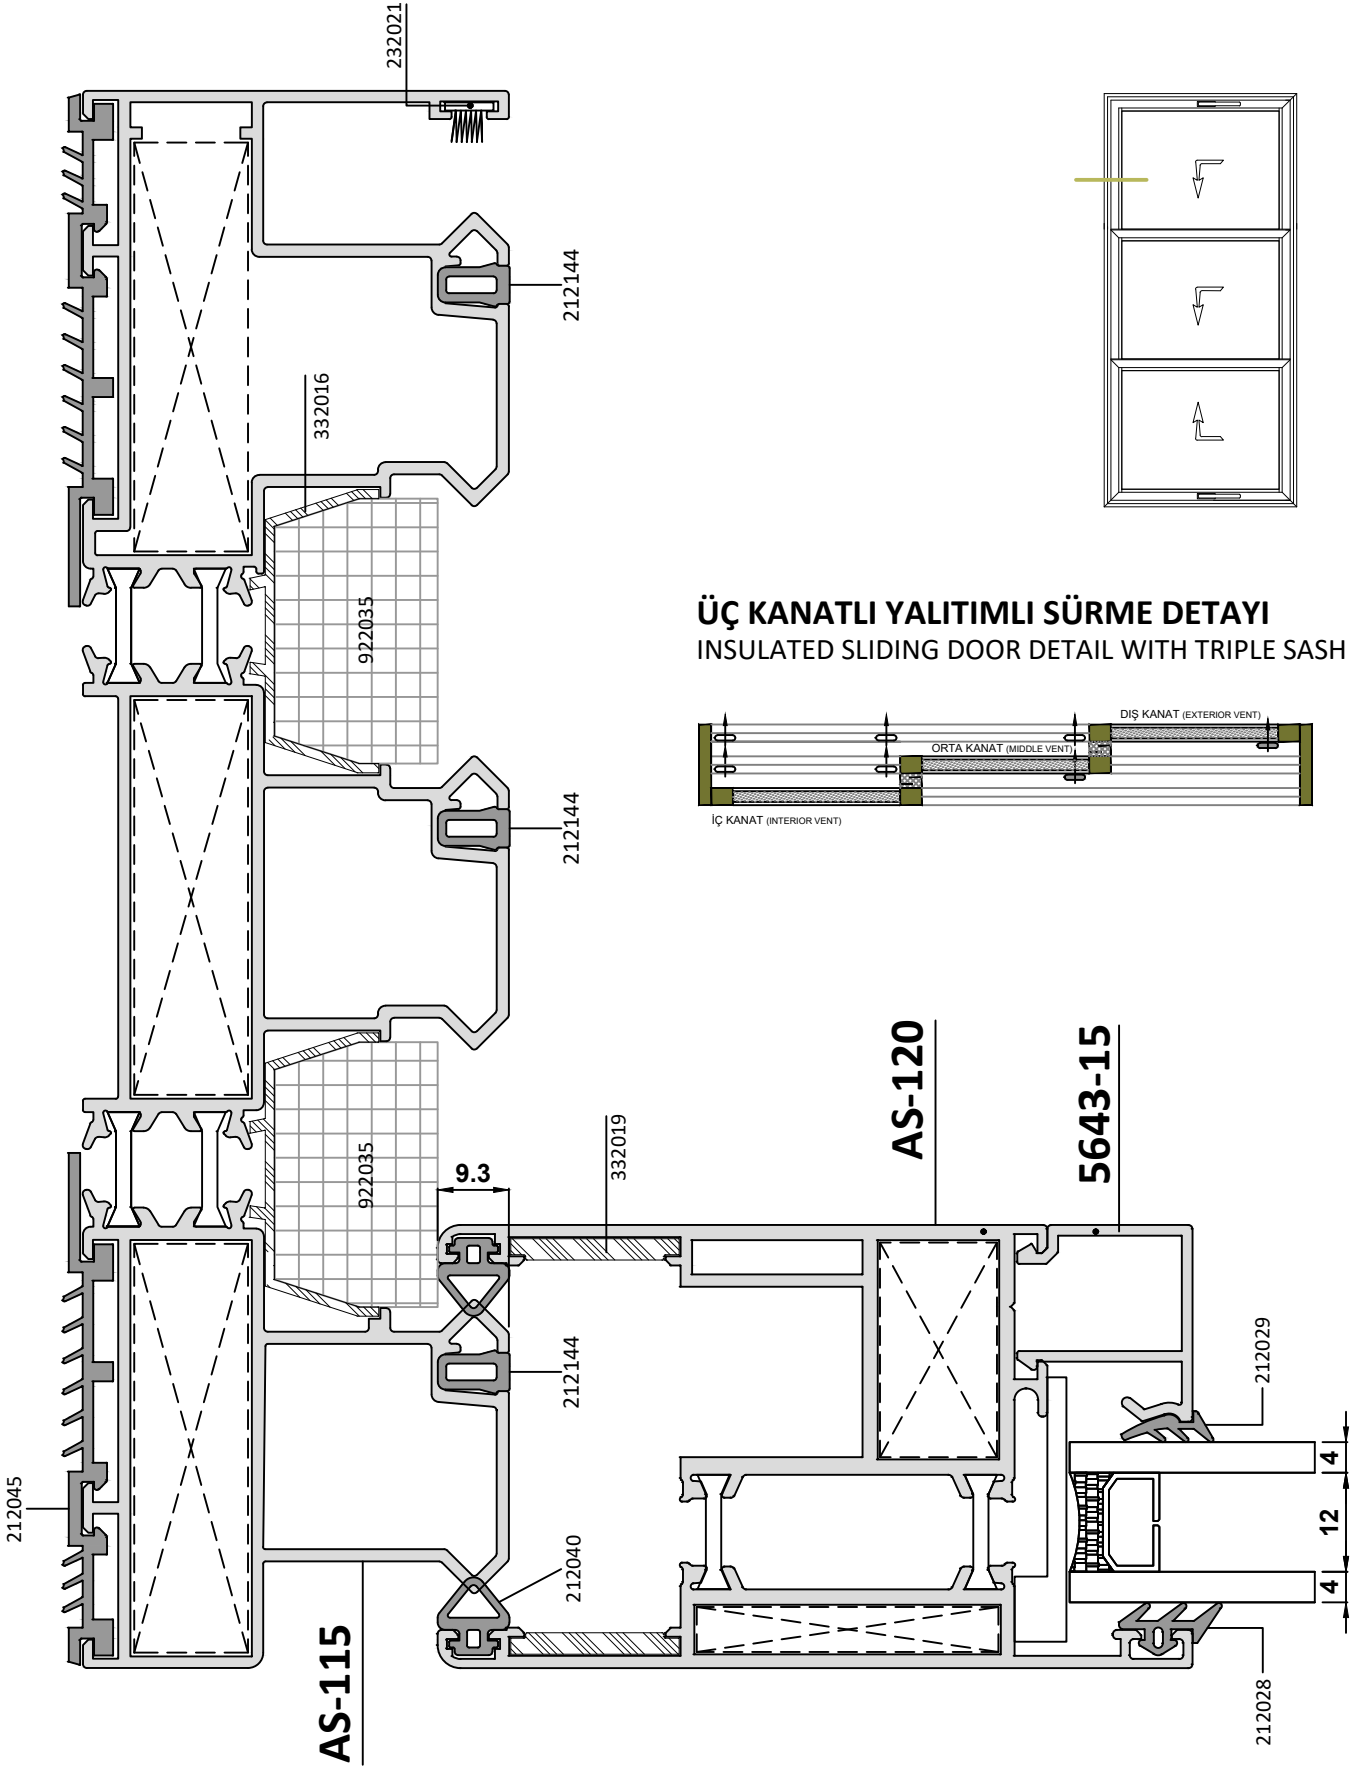 232021
212144
332016
922035
ÜÇ KANATLI YALITIMLI SÜRME DETAYI
INSULATED SLIDING DOOR DETAIL WITH TRIPLE SASH
DIŞ KANAT (EXTERIOR VENT)
ORTA KANAT (MIDDLE VENT)
İÇ KANAT (INTERIOR VENT)
212144
AS-120
5643-15
922035
9.3
332019
212144
212029
212045
212040
4
12
4
AS-115
212028